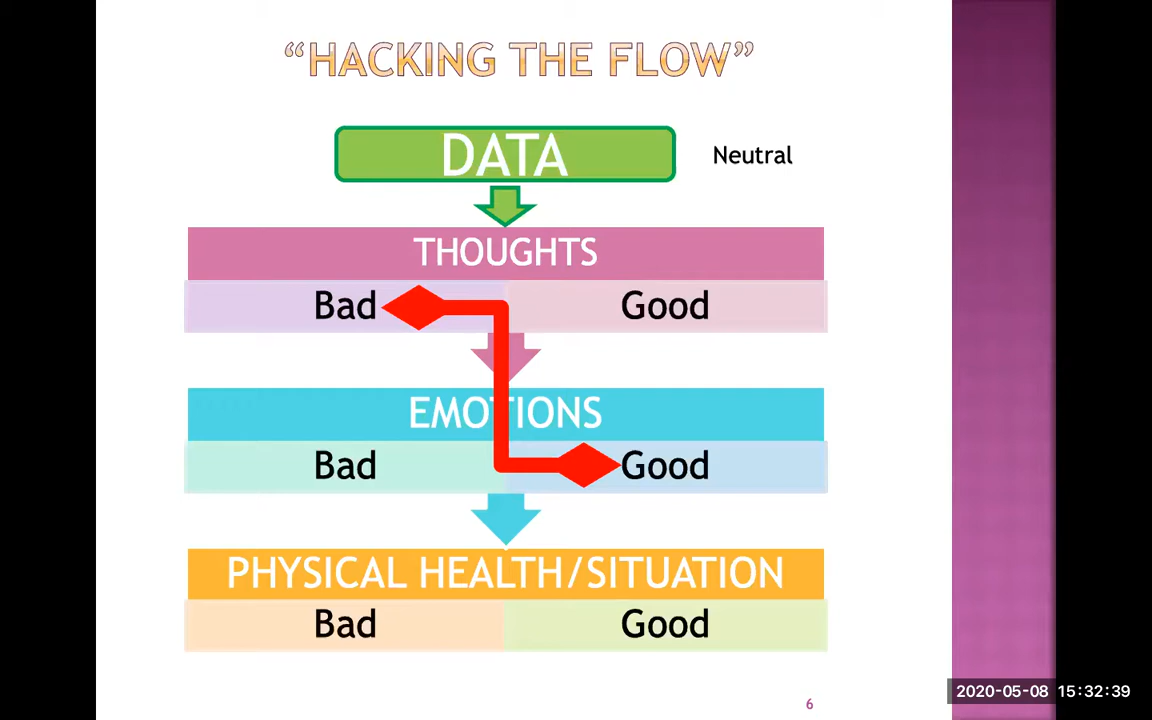 “HACKING THE FLOW”
DATA
Neutral
THOUGHTS
Bad Good
EMOTIONS
Bad Good
PHYSICAL HEALTH/SITUATION
Bad Good
6
2020-05-08 15:32:39